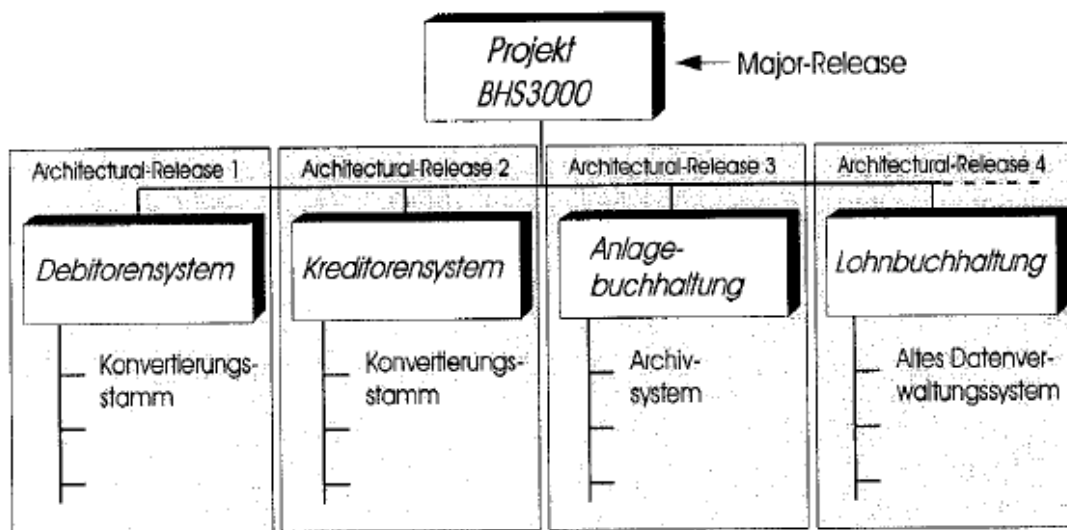 Projekt
BHS3000
Major-Release
Architectural-Release 1
Architectural-Release 2
Architectural-Release 3
Architectural-Release 4
Debitorensystem
Kreditorensystem
Anlage-
buchhaltung
Lohnbuchhaltung
Konvertierungs-
stamm
Konvertierungs-
stamm
Archiv-
system
Altes Datenver-
waltungssystem